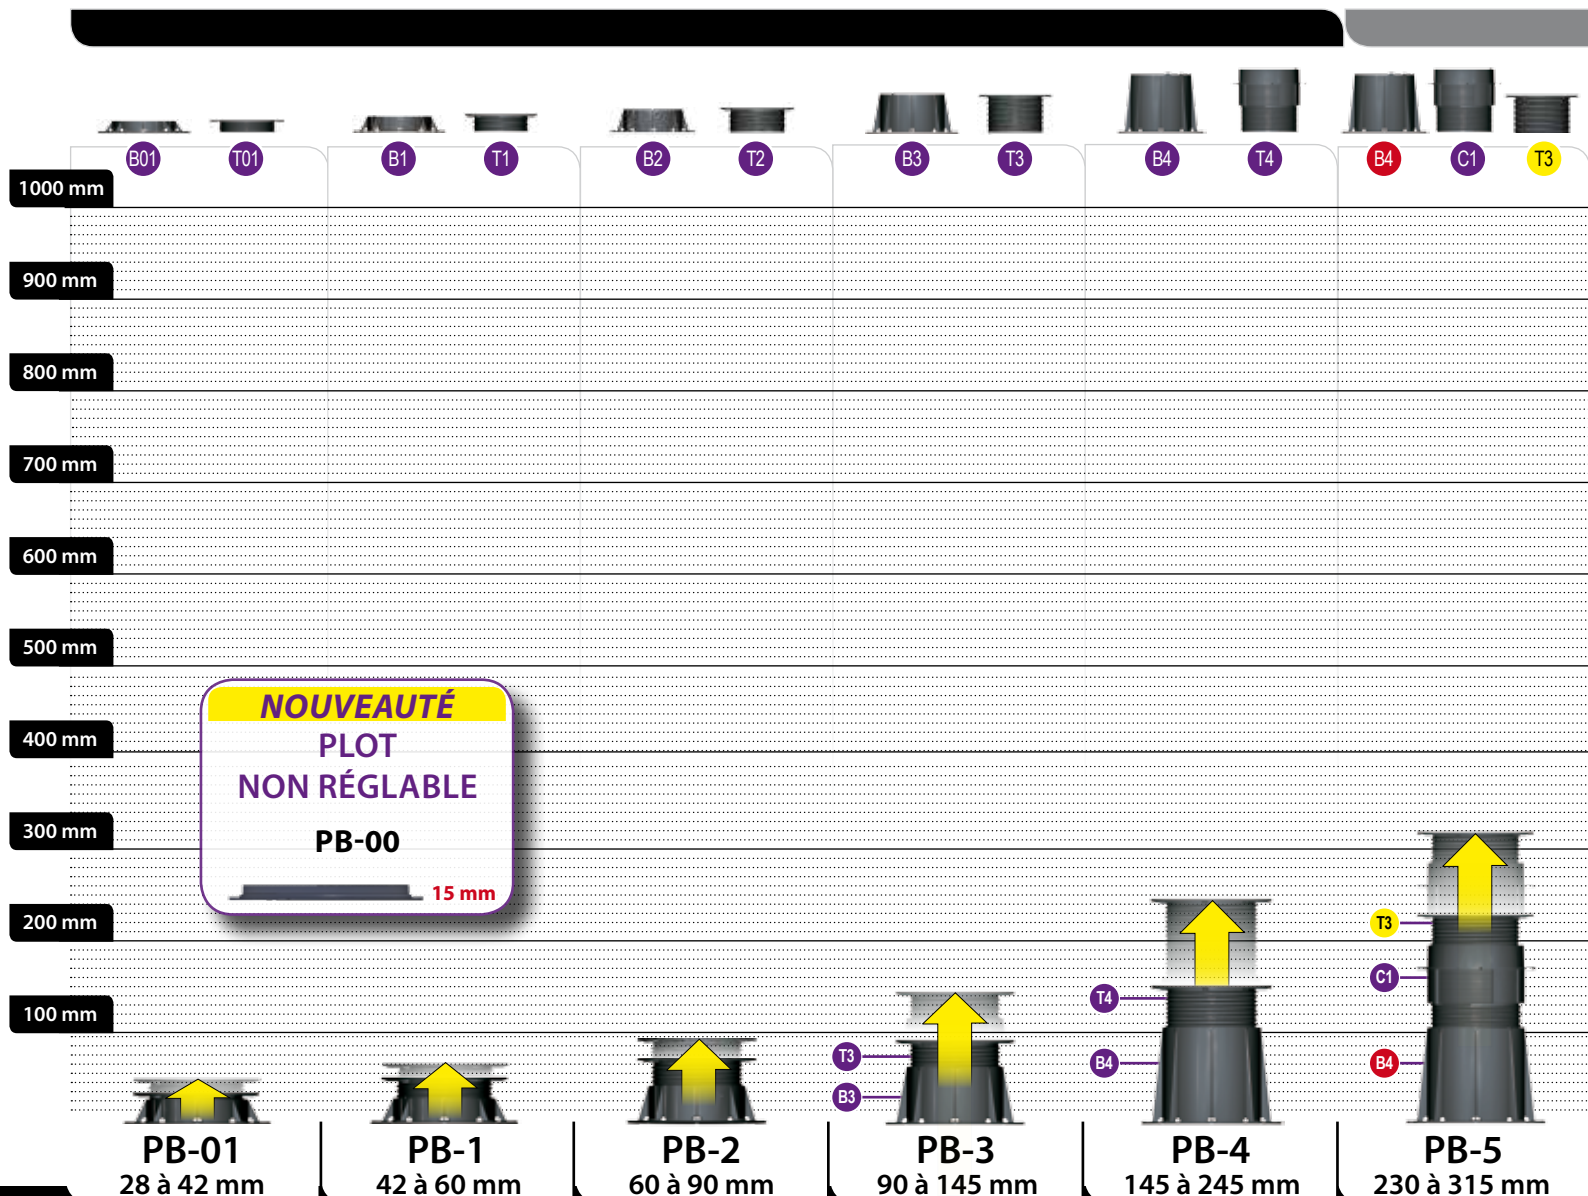 B01 T01 B1 T1 B2 T2 B3 T3 B4 T4 B4 C1 T3
1000 mm
900 mm
800 mm
700 mm
600 mm
500 mm
400 mm
300 mm
200 mm
100 mm
NOUVEAUTÉ
PLOT
NON RÉGLABLE
PB-00
15 mm
T3
B3
T4
B4
T3
C1
B4
PB-01
28 à 42 mm
PB-1
42 à 60 mm
PB-2
60 à 90 mm
PB-3
90 à 145 mm
PB-4
145 à 245 mm
PB-5
230 à 315 mm